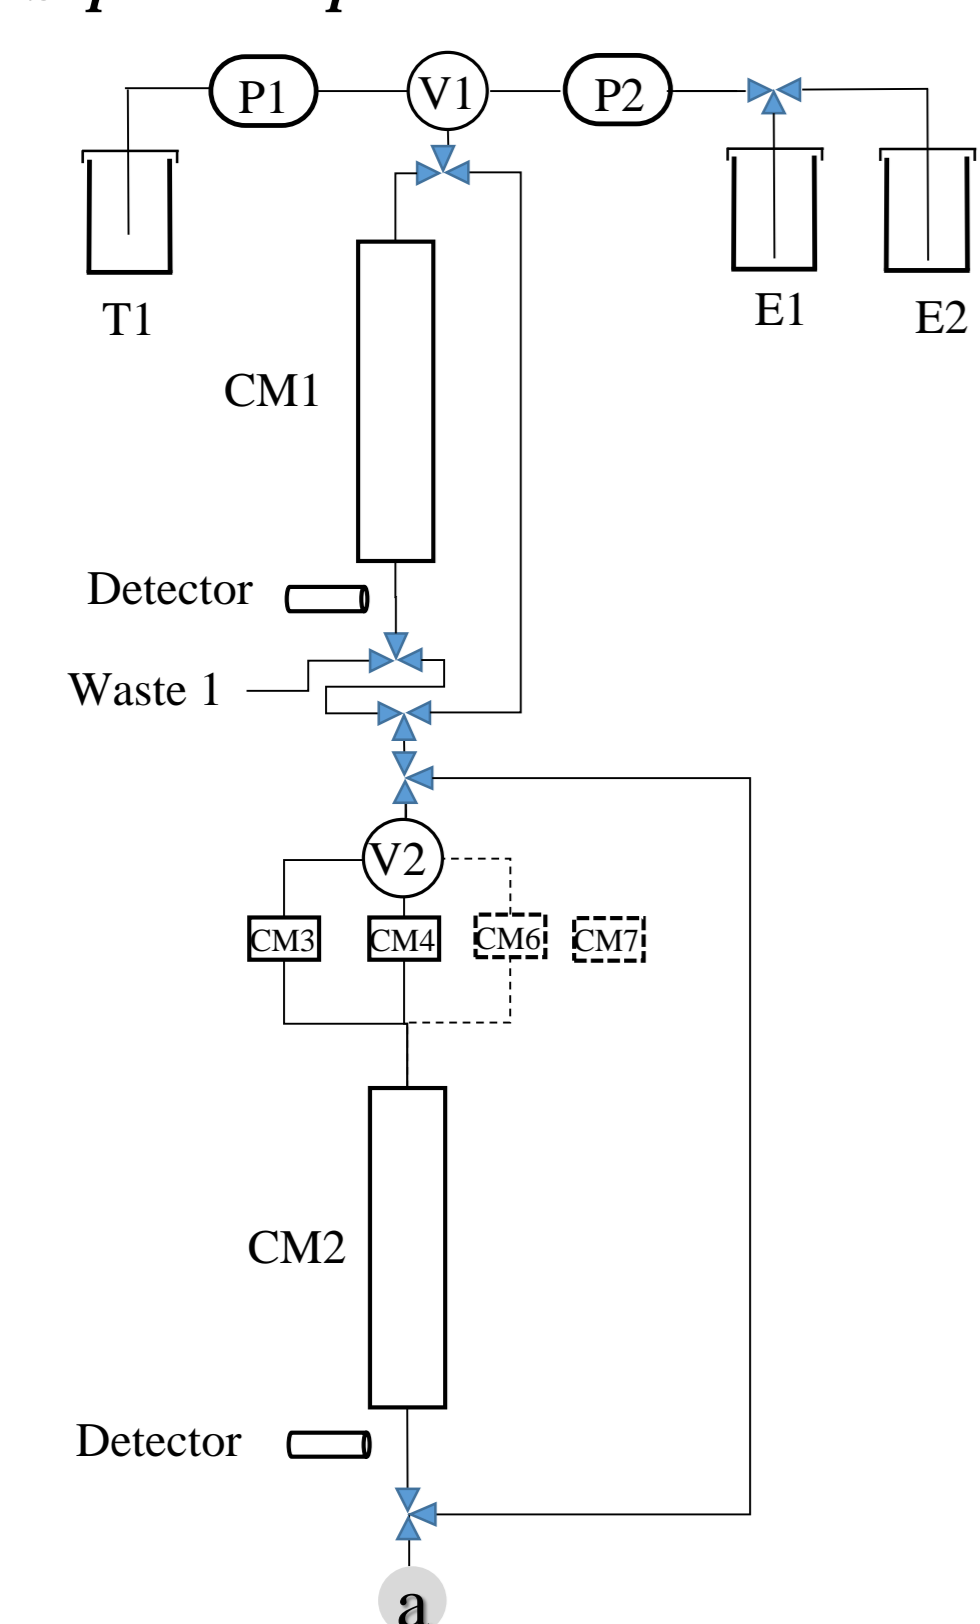 P1
V1
P2
T1
E1
E2
CM1
Detector
Waste 1
V2
CM3
CM4
CM6
CM7
CM2
Detector
a